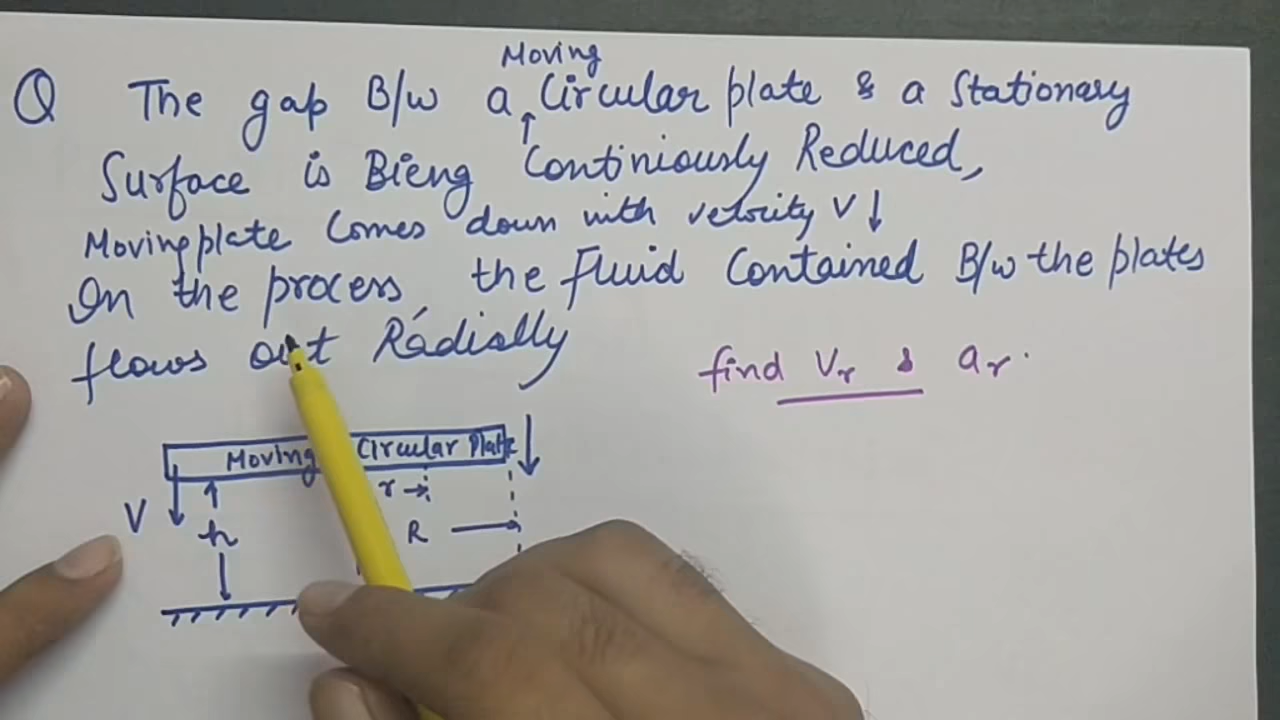 Moving
Q The gap B/w a Circular plate & a Stationary
Surface is Bieng Continiously Reduced,
Moving plate Comes down with velocity V ↓
In the process, the Fluid Contained B/w the plates
flows out Radially
find Vr & ar.
Moving Circular Plate
r →
V
h
R